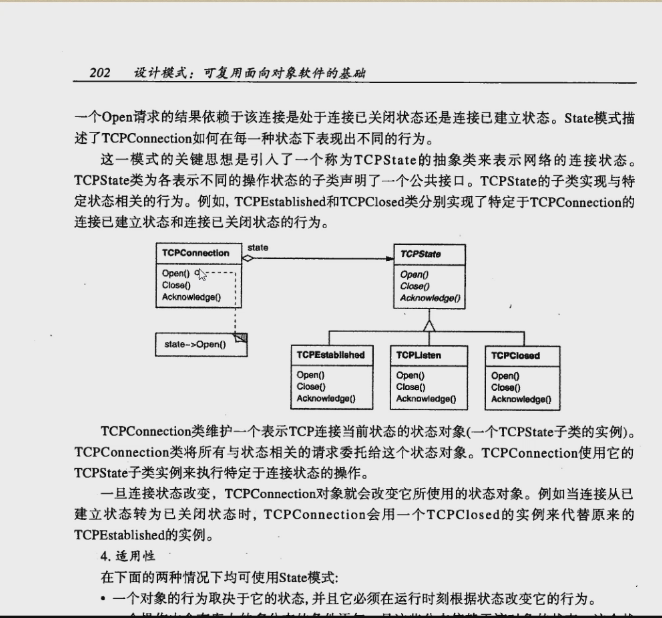 202 设计模式：可复用面向对象软件的基础
一个Open请求的结果依赖于该连接是处于连接已关闭状态还是连接已建立状态。State模式描
述了TCPConnection如何在每一种状态下表现出不同的行为。
这一模式的关键思想是引入了一个称为TCPState的抽象类来表示网络的连接状态。
TCPState类为各表示不同的操作状态的子类声明了一个公共接口。TCPState的子类实现与特
定状态相关的行为。例如, TCPEstablished和TCPClosed类分别实现了特定于TCPConnection的
连接已建立状态和连接已关闭状态的行为。
TCPConnection
Open()
Close()
Acknowledge()
state
TCPState
Open()
Close()
Acknowledge()
state->Open()
TCPEstablished
Open()
Close()
Acknowledge()
TCPListen
Open()
Close()
Acknowledge()
TCPClosed
Open()
Close()
Acknowledge()
TCPConnection类维护一个表示TCP连接当前状态的状态对象(一个TCPState子类的实例)。
TCPConnection类将所有与状态相关的请求委托给这个状态对象。TCPConnection使用它的
TCPState子类实例来执行特定于连接状态的操作。
一旦连接状态改变，TCPConnection对象就会改变它所使用的状态对象。例如当连接从已
建立状态转为已关闭状态时, TCPConnection会用一个TCPClosed的实例来代替原来的
TCPEstablished的实例。
4. 适用性
在下面的两种情况下均可使用State模式:
• 一个对象的行为取决于它的状态, 并且它必须在运行时刻根据状态改变它的行为。